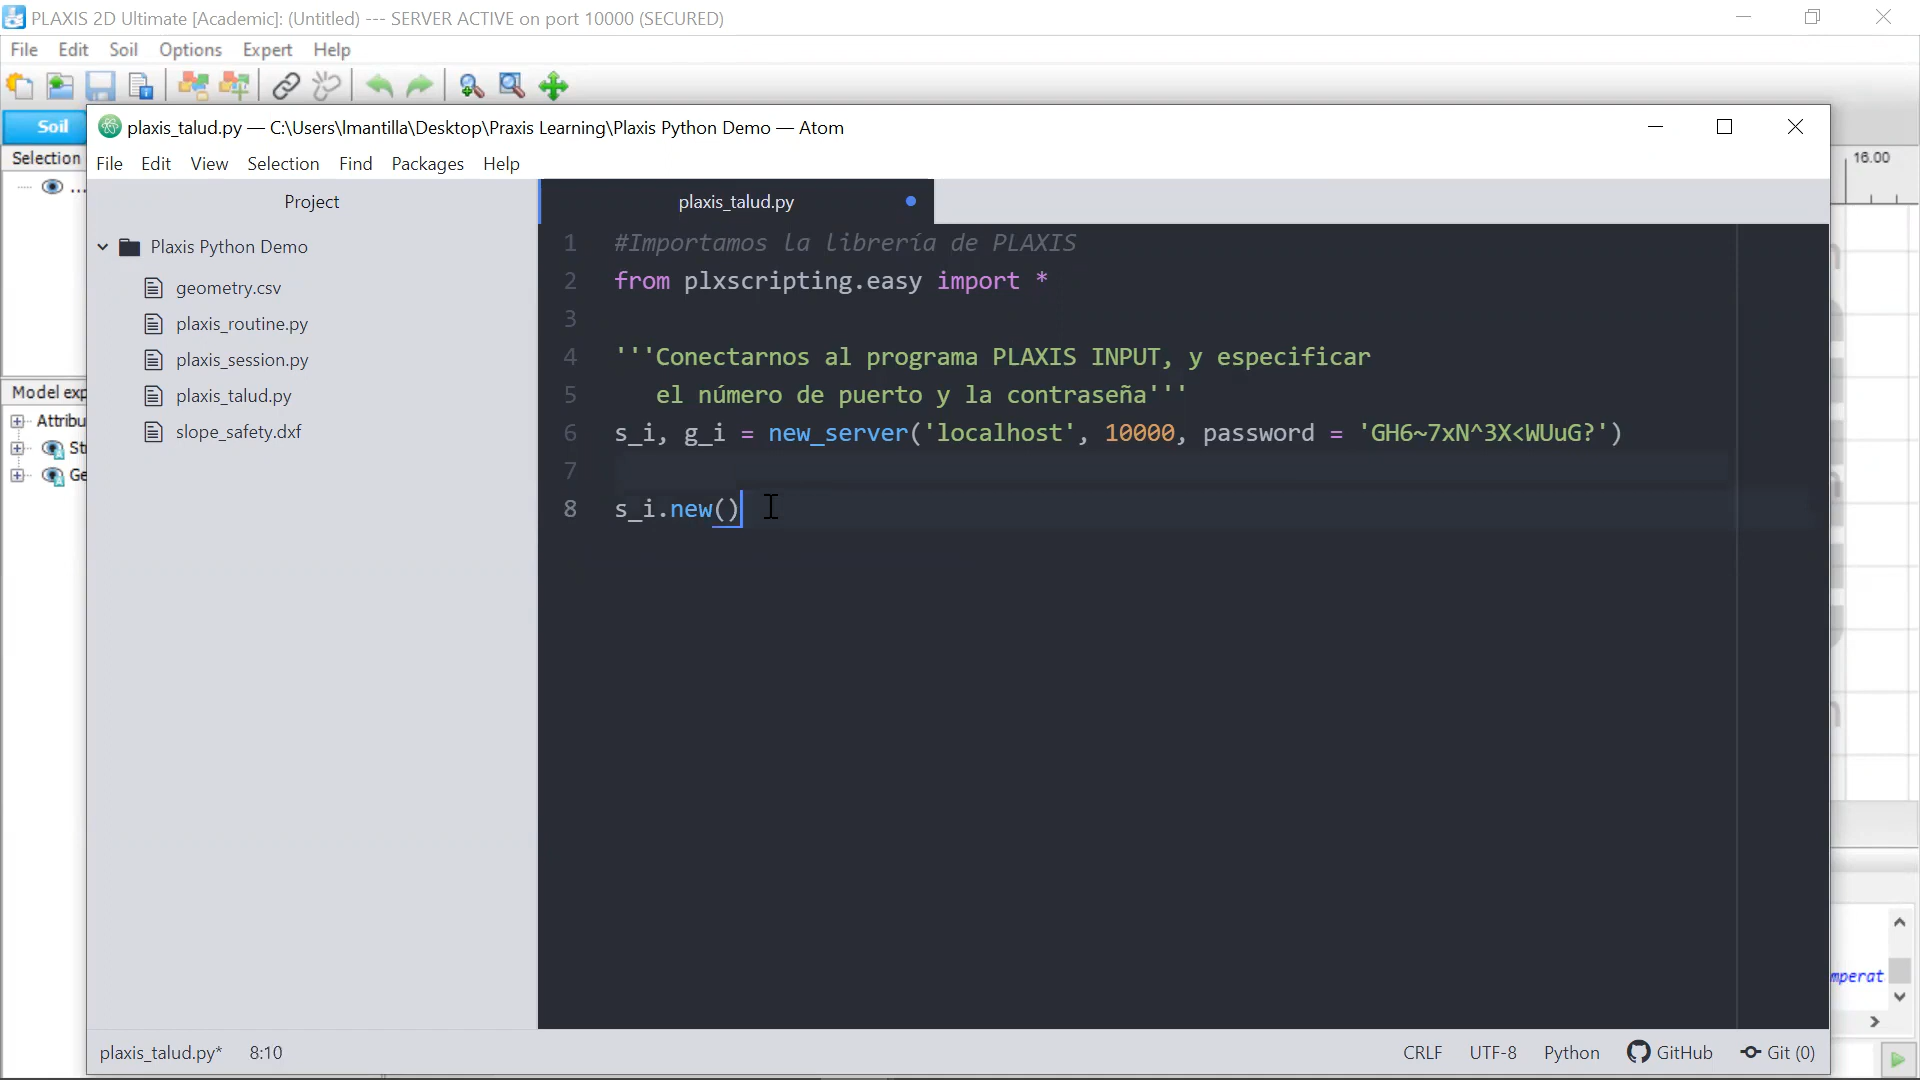 PLAXIS 2D Ultimate [Academic]: (Untitled) --- SERVER ACTIVE on port 10000 (SECURED)
File Edit Soil Options Expert Help
Soil
plaxis_talud.py — C:\Users\lmantilla\Desktop\Praxis Learning\Plaxis Python Demo — Atom
Selection
16.00
File Edit View Selection Find Packages Help
...
Project
plaxis_talud.py
Plaxis Python Demo
geometry.csv
plaxis_routine.py
plaxis_session.py
plaxis_talud.py
slope_safety.dxf
Model exp
Attribu
St
Ge
1 #Importamos la librería de PLAXIS
2 from plxscripting.easy import *
3
4 '''Conectarnos al programa PLAXIS INPUT, y especificar
5 el número de puerto y la contraseña'''
6 s_i, g_i = new_server('localhost', 10000, password = 'GH6~7xN^3X<WUuG?')
7
8 s_i.new()
mperat
plaxis_talud.py* 8:10 CRLF UTF-8 Python GitHub Git (0)